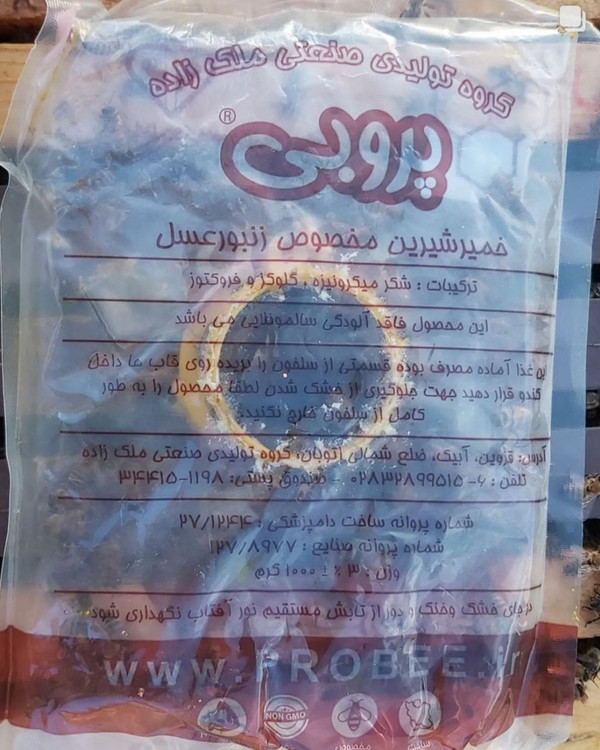 گروه تولیدی صنعتی ملک زاده
پروبی®
خمیرشیرین مخصوص زنبورعسل
ترکیبات : شکر میکرونیزه ، گلوکز و فروکتوز
این محصول فاقد آلودگی سالمونلایی می باشد
غذا آماده مصرف بوده قسمتی از سلفون را بریده روی قاب ها داخل
کندو قرار دهید جهت جلوگیری از خشک شدن لطفا محصول را به طور
کامل از سلفون خارج نکنید.
آدرس: قزوین، آبیک، ضلع شمالی اتوبان، گروه تولیدی صنعتی ملک زاده
تلفن : ۶-۰۲۸۳۲۸۹۹۵۱۵ - صندوق پستی: ۱۱۹۸-۳۴۴۱۵
شماره پروانه ساخت دامپزشکی : ۲۷/۱۲۴۴
شماره پروانه صنایع : ۱۲۷/۸۹۷۷
وزن : ۳ ٪ ± ۱۰۰۰ گرم
در جای خشک وخنک و دور از تابش مستقیم نور آفتاب نگهداری شود
www.PROBEE.ir
NON GMO
مخصوص
ساخت